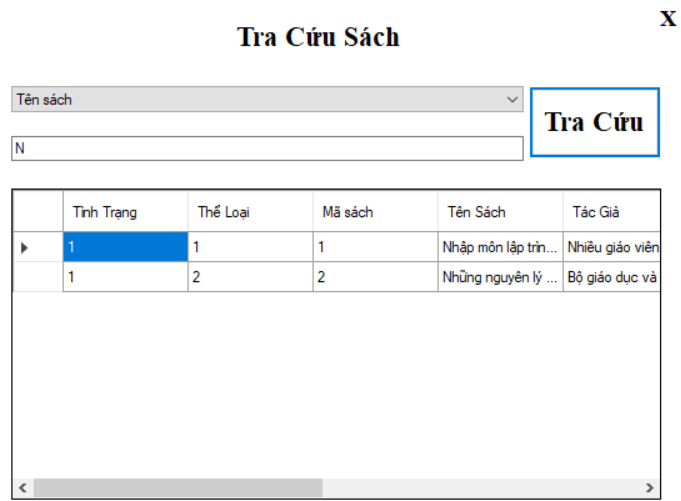 X
Tra Cứu Sách
Tên sách
Tra Cứu
N
Tình Trạng Thể Loại Mã sách Tên Sách Tác Giả
1 1 1 Nhập môn lập trìn... Nhiều giáo viên
1 2 2 Những nguyên lý ... Bộ giáo dục và